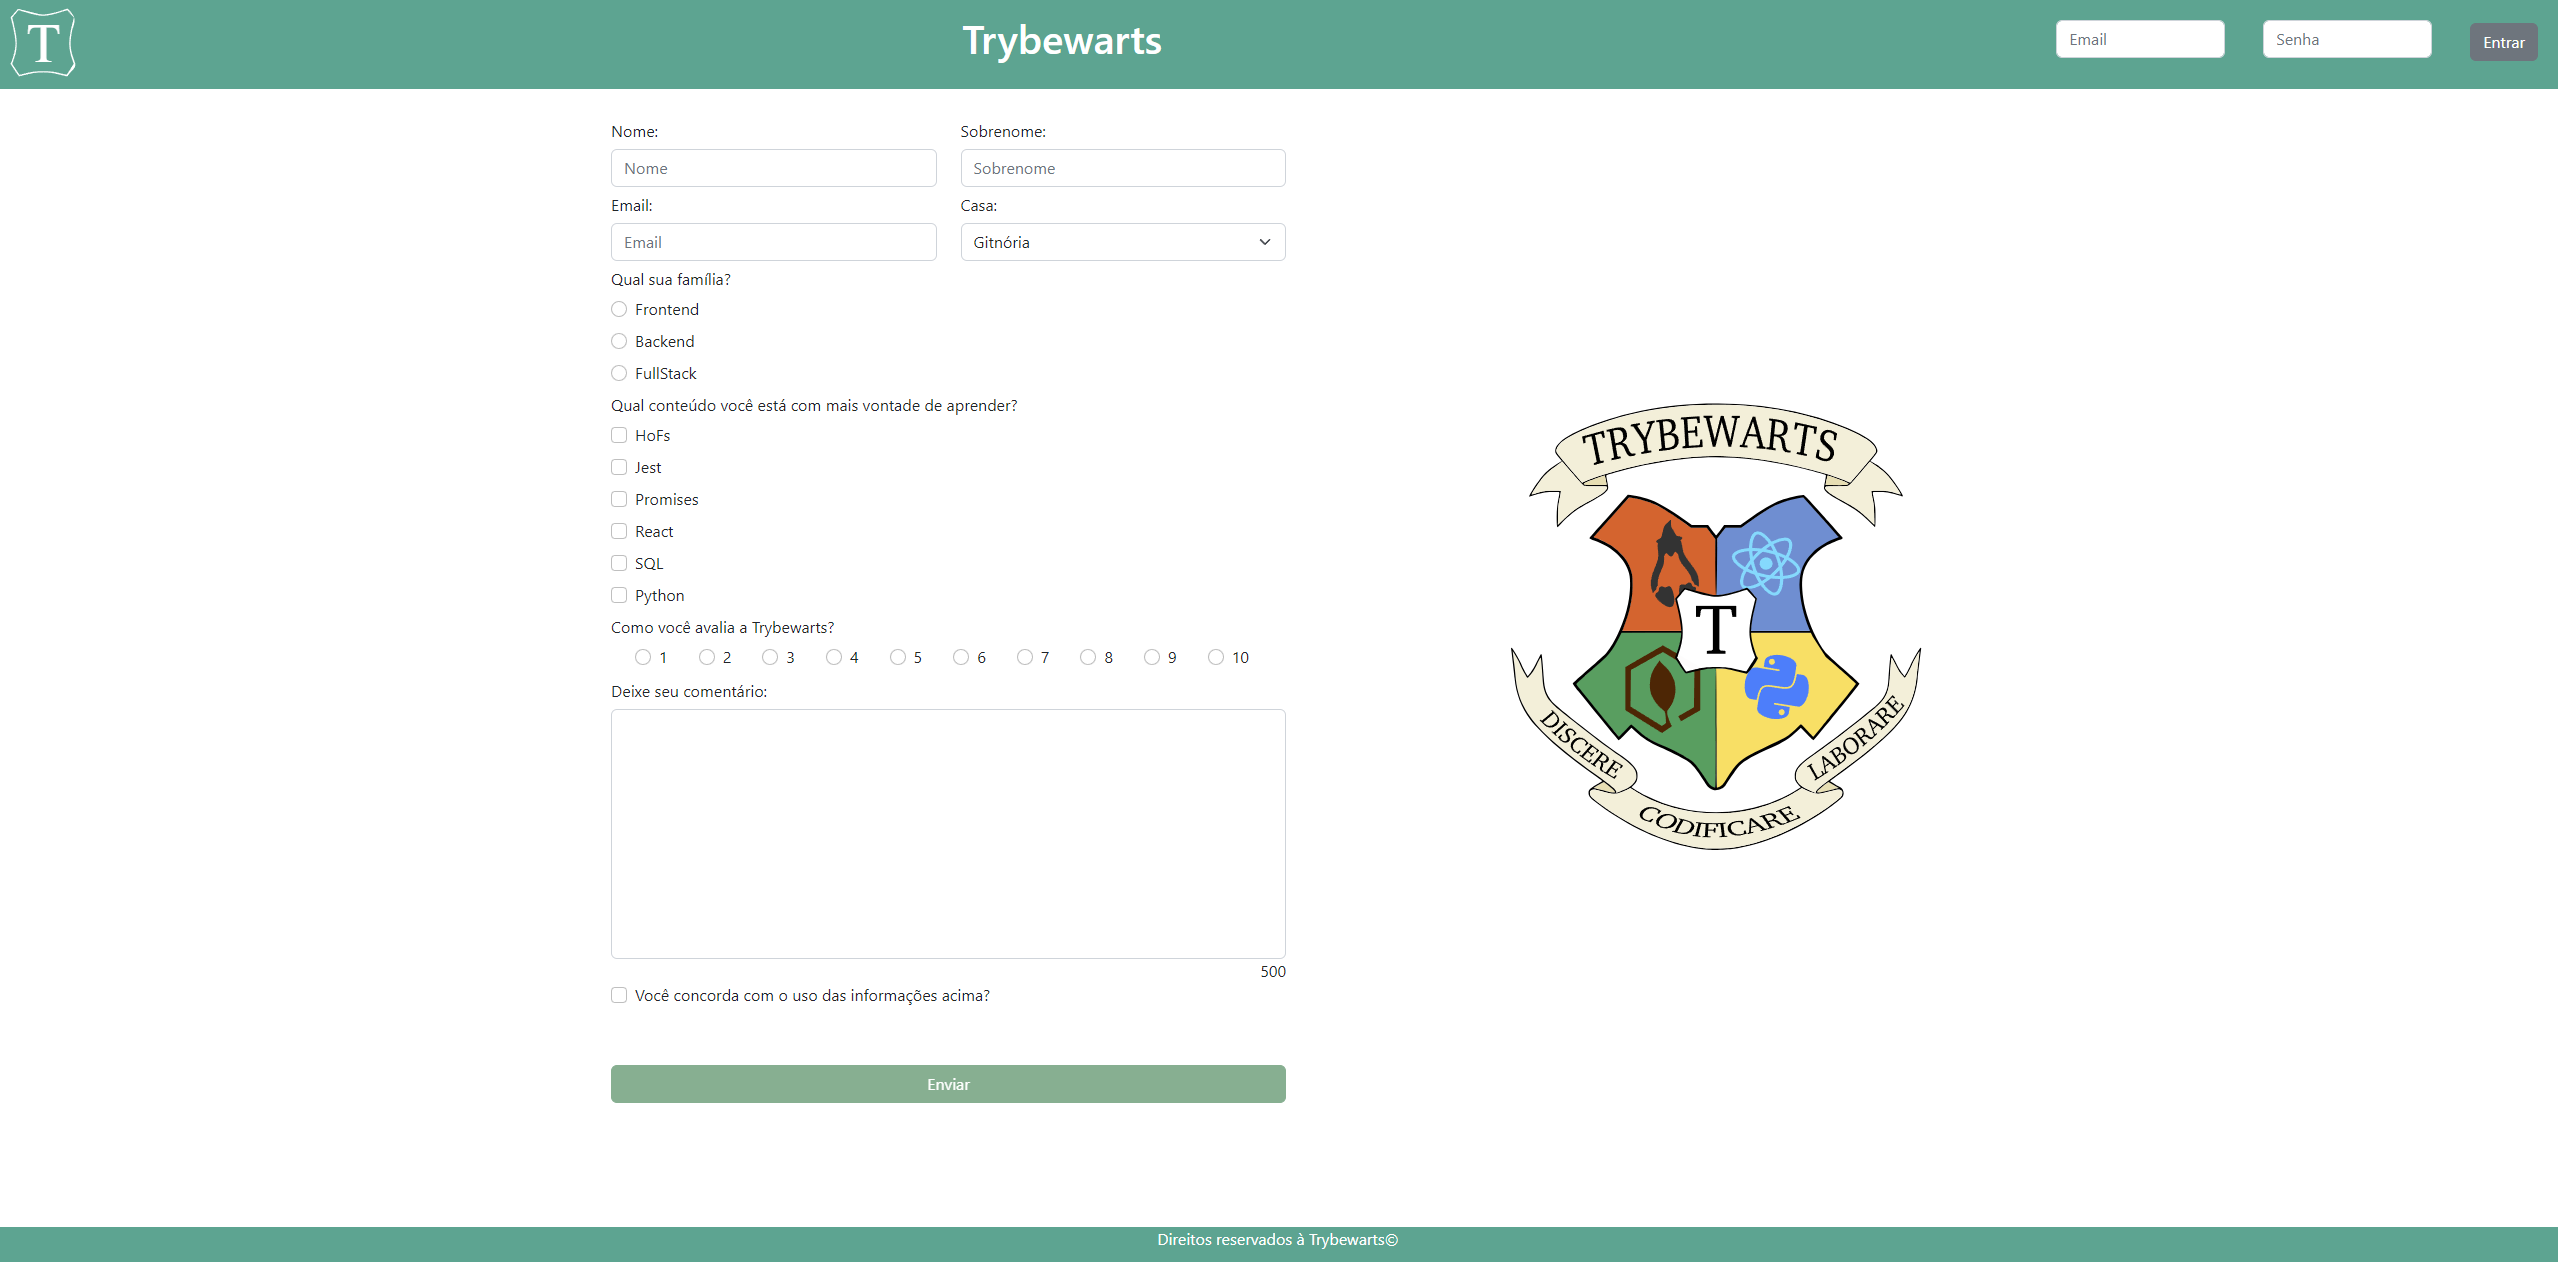 T
Trybewarts
Email
Senha
Entrar
Nome:
Sobrenome:
Nome
Sobrenome
Email:
Casa:
Email
Gitnória
Qual sua família?
Frontend
Backend
FullStack
Qual conteúdo você está com mais vontade de aprender?
HoFs
Jest
Promises
React
SQL
Python
Como você avalia a Trybewarts?
1 2 3 4 5 6 7 8 9 10
Deixe seu comentário:
500
Você concorda com o uso das informações acima?
Enviar
TRYBEWARTS
T
DISCERE
CODIFICARE
LABORARE
Direitos reservados à Trybewarts©